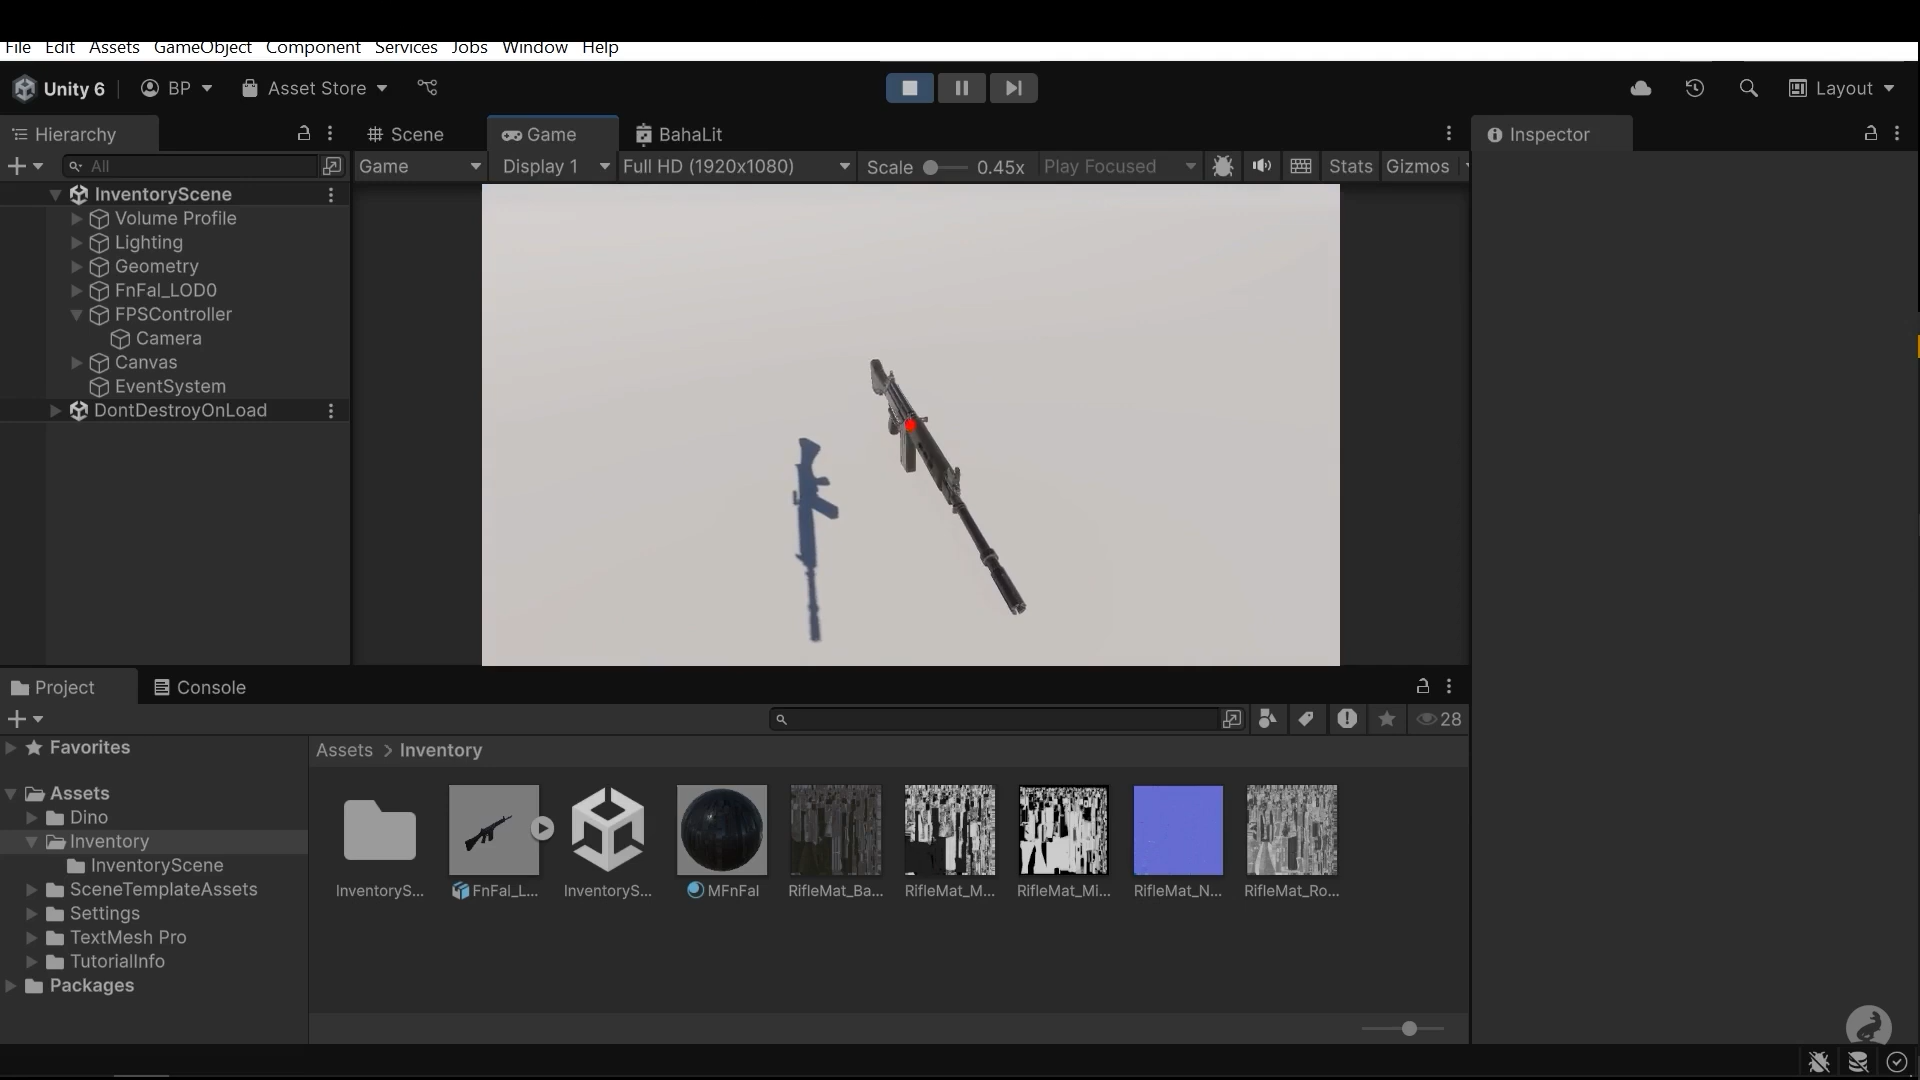 File Edit Assets GameObject Component Services Jobs Window Help
Unity 6 BP Asset Store Layout
Hierarchy Scene Game BahaLit Inspector
All Game Display 1 Full HD (1920x1080) Scale 0.45x Play Focused Stats Gizmos
InventoryScene
Volume Profile
Lighting
Geometry
FnFal_LOD0
FPSController
Camera
Canvas
EventSystem
DontDestroyOnLoad
Project Console
28
Favorites
Assets > Inventory
Assets
Dino
Inventory
InventoryScene
SceneTemplateAssets
Settings
TextMesh Pro
TutorialInfo
Packages
InventoryS... FnFal_L... InventoryS... MFnFal RifleMat_Ba... RifleMat_M... RifleMat_Mi... RifleMat_N... RifleMat_Ro...